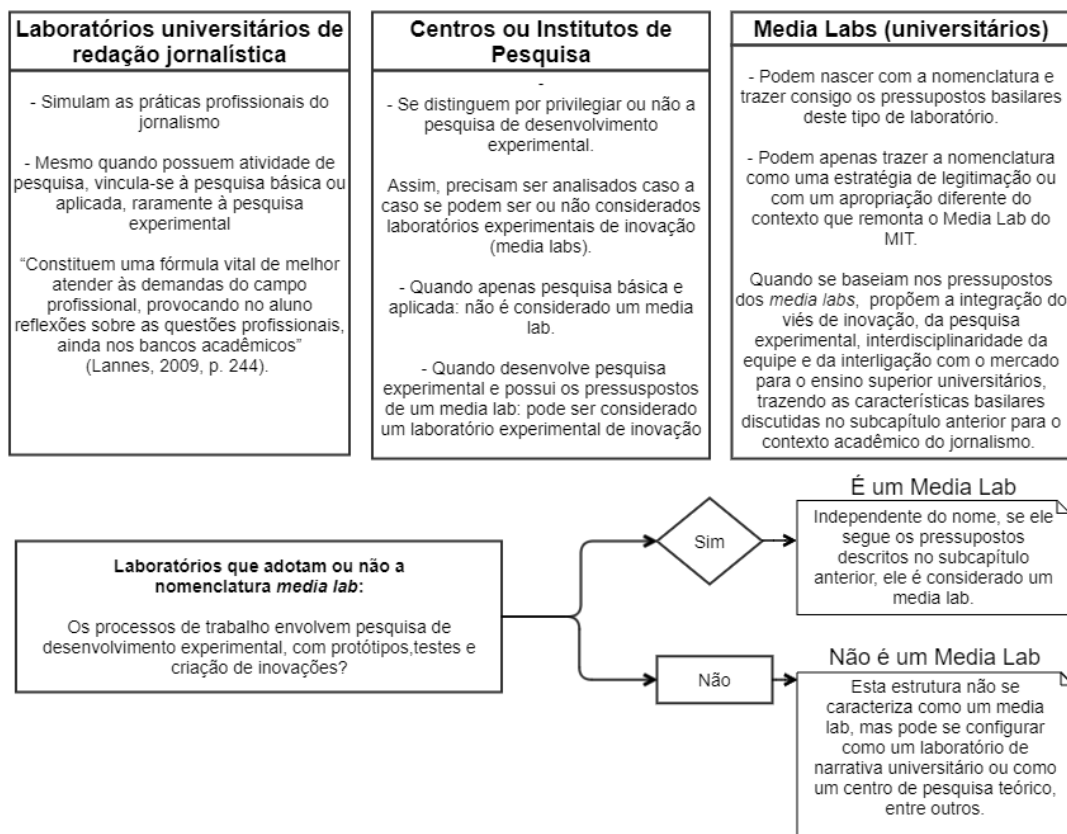 Laboratórios universitários de
redação jornalística
- Simulam as práticas profissionais do
jornalismo
- Mesmo quando possuem atividade de
pesquisa, vincula-se à pesquisa básica ou
aplicada, raramente à pesquisa
experimental
“Constituem uma fórmula vital de melhor
atender às demandas do campo
profissional, provocando no aluno
reflexões sobre as questões profissionais,
ainda nos bancos acadêmicos”
(Lannes, 2009, p. 244).
Centros ou Institutos de
Pesquisa
-
- Se distinguem por privilegiar ou não a
pesquisa de desenvolvimento
experimental.
Assim, precisam ser analisados caso a
caso se podem ser ou não considerados
laboratórios experimentais de inovação
(media labs).
- Quando apenas pesquisa básica e
aplicada: não é considerado um media
lab.
- Quando desenvolve pesquisa
experimental e possui os pressuspostos
de um media lab: pode ser considerado
um laboratório experimental de inovação
Media Labs (universitários)
- Podem nascer com a nomenclatura e
trazer consigo os pressupostos basilares
deste tipo de laboratório.
- Podem apenas trazer a nomenclatura
como uma estratégia de legitimação ou
com um apropriação diferente do
contexto que remonta o Media Lab do
MIT.
Quando se baseiam nos pressupostos
dos media labs, propõem a integração do
viés de inovação, da pesquisa
experimental, interdisciplinaridade da
equipe e da interligação com o mercado
para o ensino superior universitários,
trazendo as características basilares
discutidas no subcapítulo anterior para o
contexto acadêmico do jornalismo.
Laboratórios que adotam ou não a
nomenclatura media lab:
Os processos de trabalho envolvem pesquisa de
desenvolvimento experimental, com protótipos,testes e
criação de inovações?
Sim
É um Media Lab
Independente do nome, se ele
segue os pressupostos
descritos no subcapítulo
anterior, ele é considerado um
media lab.
Não
Não é um Media Lab
Esta estrutura não se
caracteriza como um media
lab, mas pode se configurar
como um laboratório de
narrativa universitário ou como
um centro de pesquisa teórico,
entre outros.